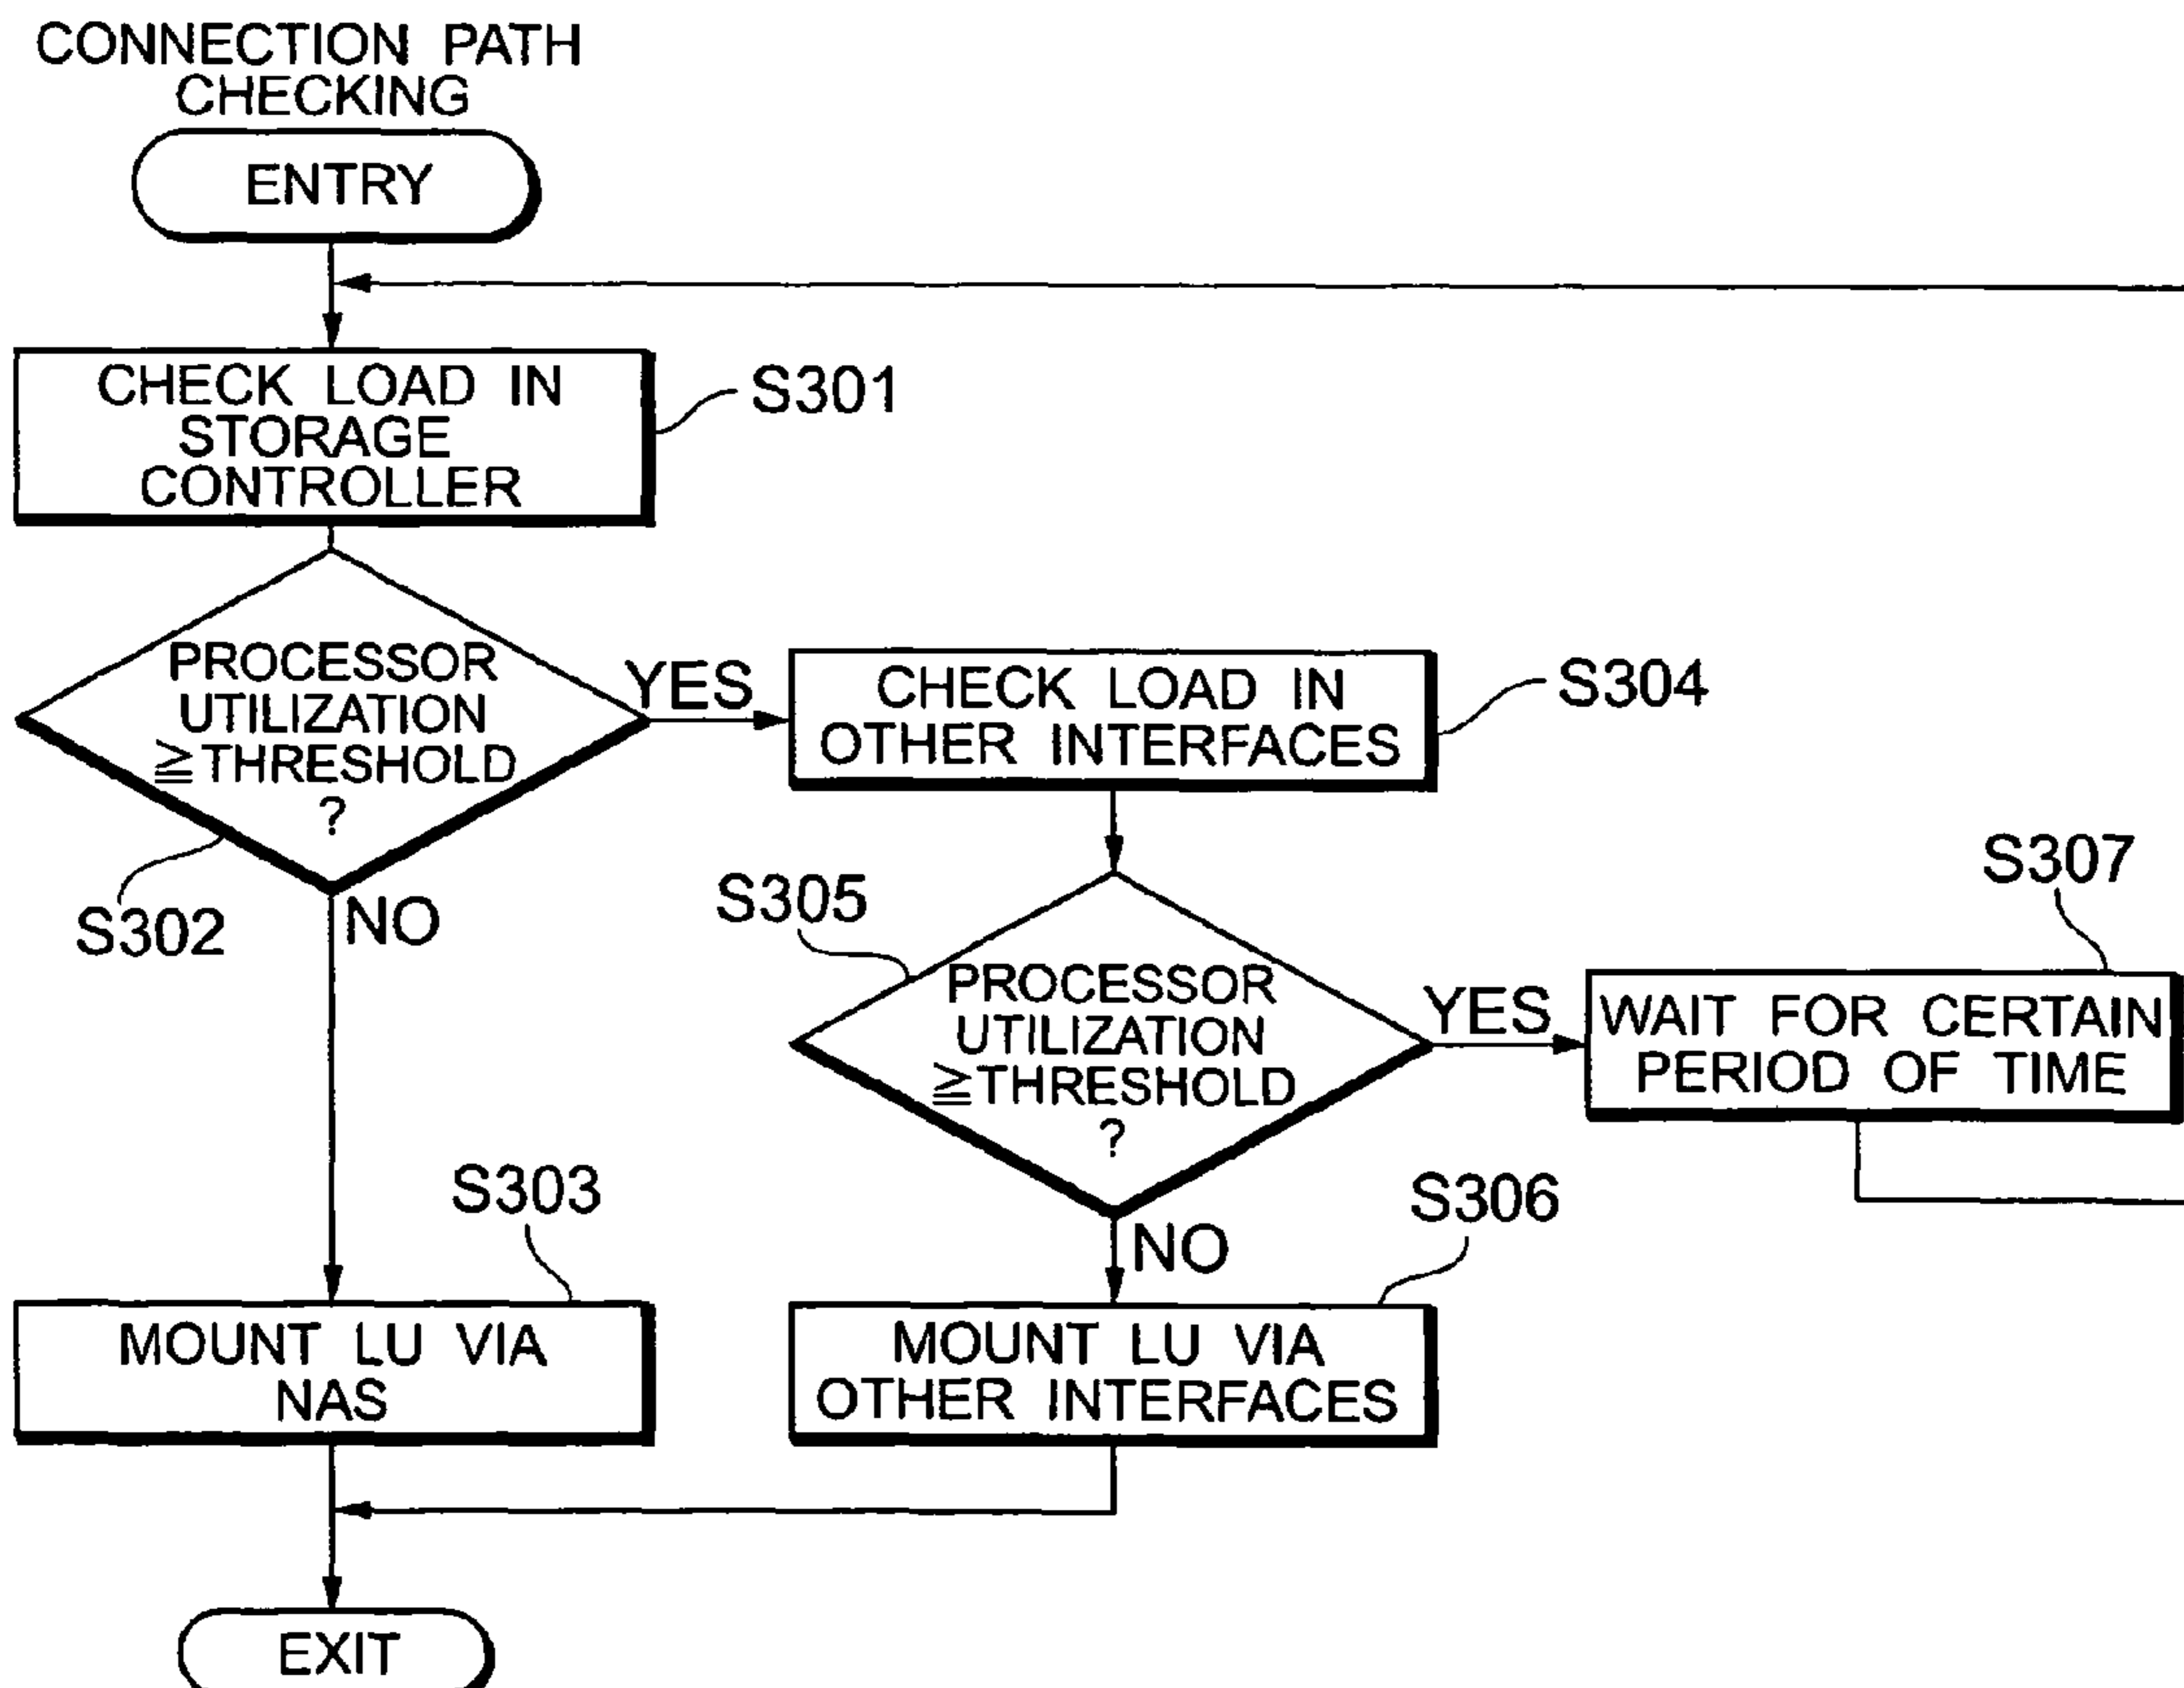 CONNECTION PATH
CHECKING
ENTRY
CHECK LOAD IN
STORAGE
CONTROLLER
S301
PROCESSOR
UTILIZATION
≧THRESHOLD
?
S302
YES
NO
CHECK LOAD IN
OTHER INTERFACES
S304
S305
PROCESSOR
UTILIZATION
≧THRESHOLD
?
YES
NO
S307
WAIT FOR CERTAIN
PERIOD OF TIME
S303
MOUNT LU VIA
NAS
S306
MOUNT LU VIA
OTHER INTERFACES
EXIT